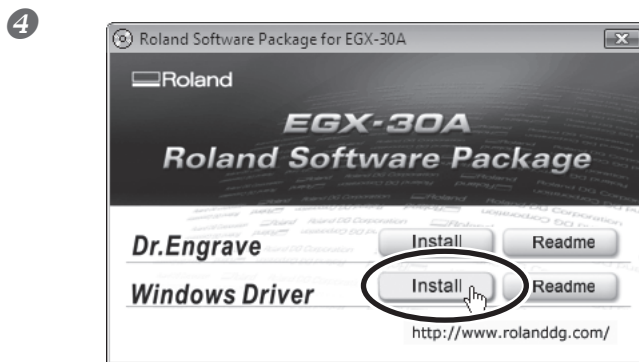 4
Roland Software Package for EGX-30A
Roland
EGX-30A
Roland Software Package
Dr.Engrave Install Readme
Windows Driver Install Readme
http://www.rolanddg.com/